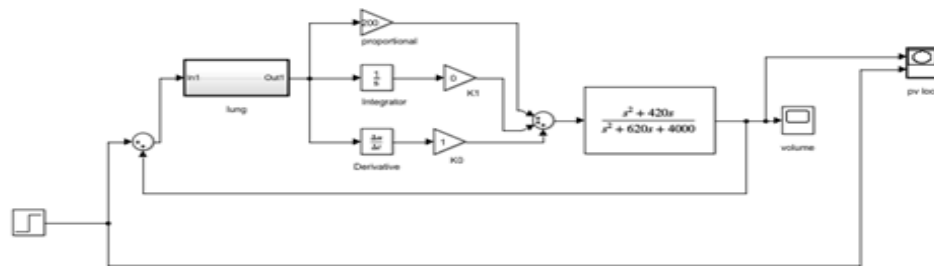 200
proportional
In1
Out1
lung
1
s
Integrator
0
K1
Δu
Δt
Derivative
1
K0
s² + 420s
s² + 620s + 4000
volume
pv loo